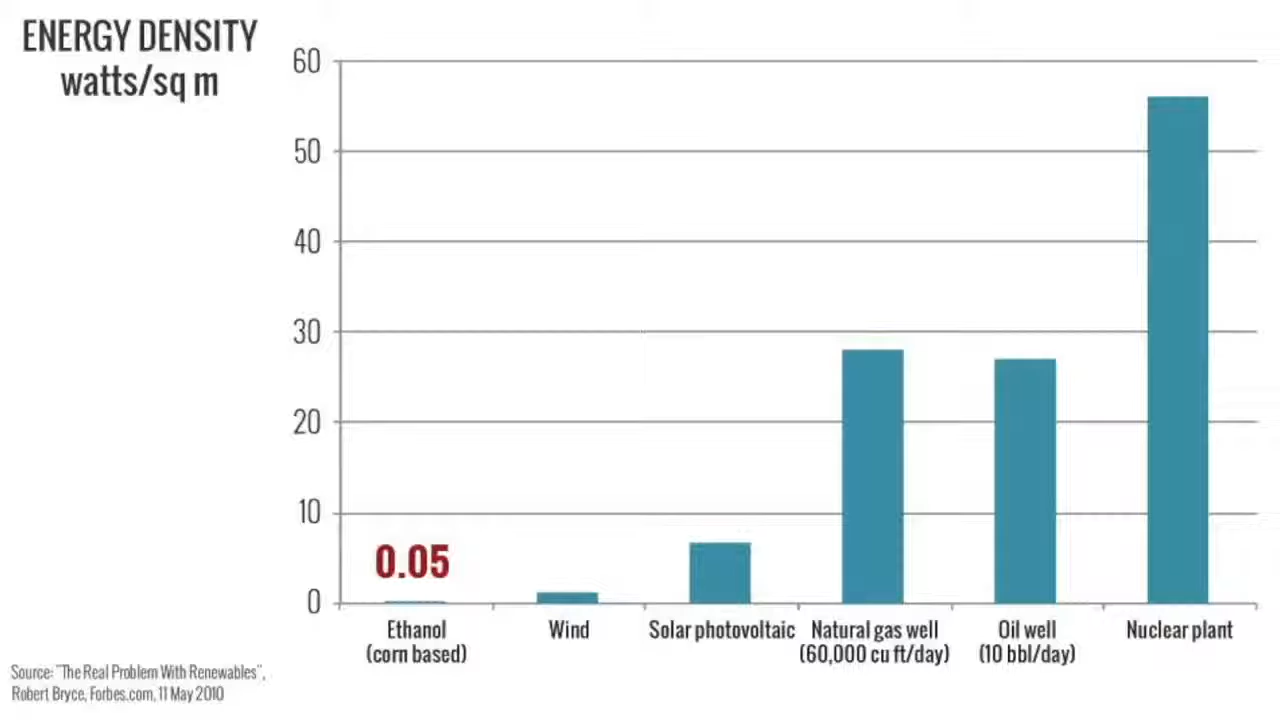 ENERGY DENSITY
watts/sq m
60
50
40
30
20
10
0
0.05
Ethanol
(corn based)
Wind
Solar photovoltaic
Natural gas well
(60,000 cu ft/day)
Oil well
(10 bbl/day)
Nuclear plant
Source: "The Real Problem With Renewables",
Robert Bryce, Forbes.com, 11 May 2010